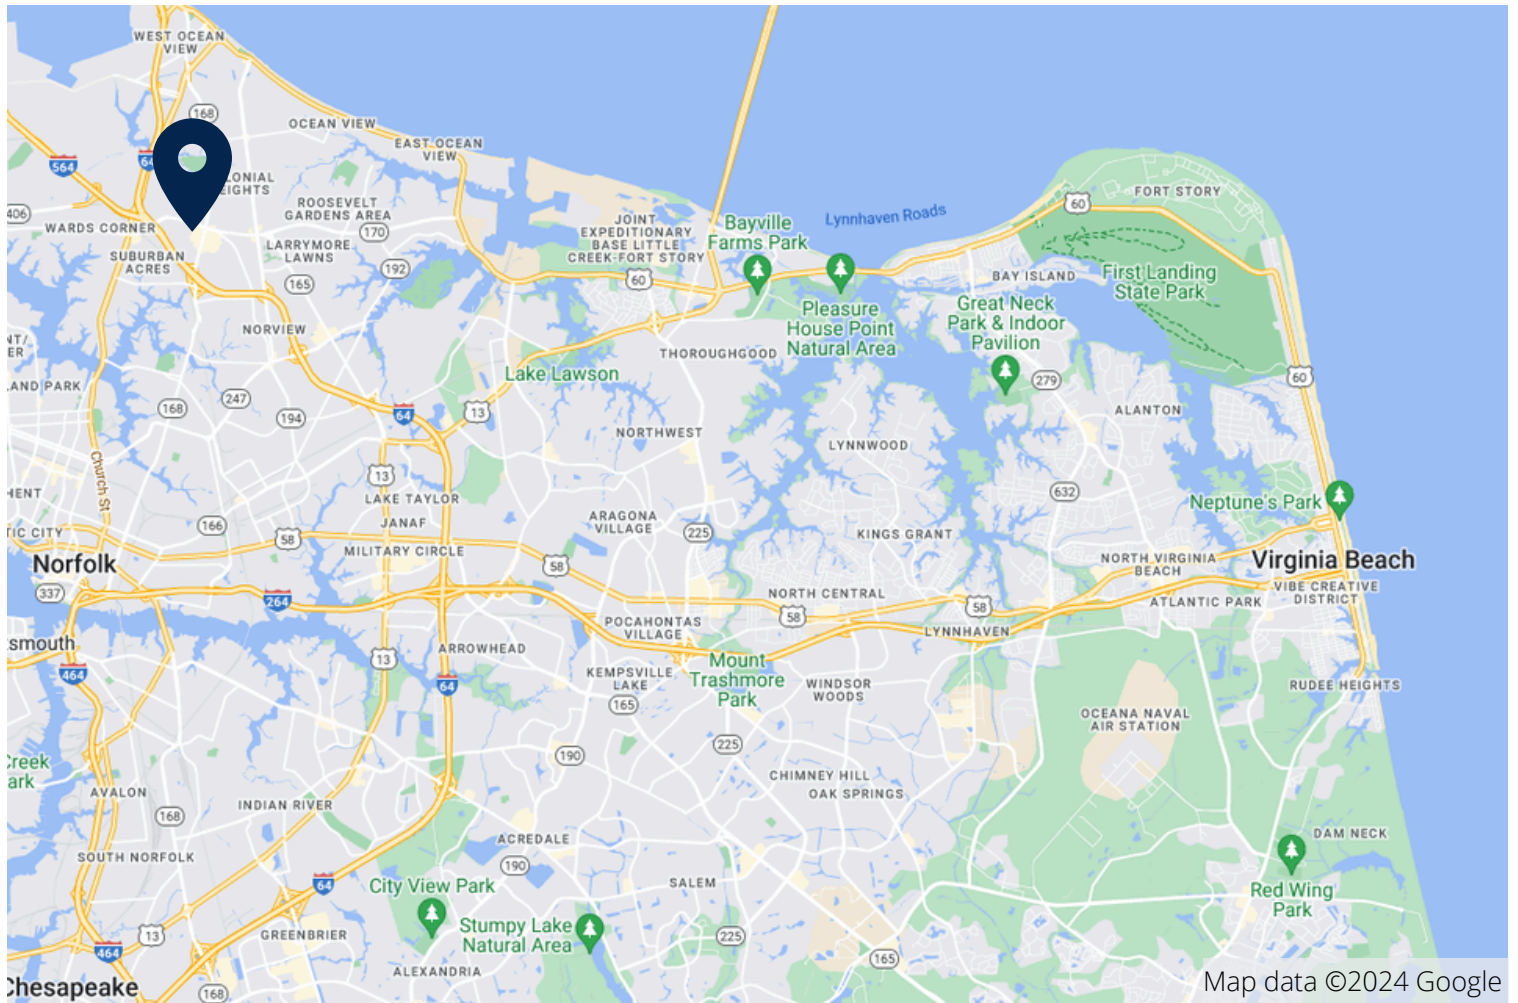 WEST OCEAN
VIEW
168
OCEAN VIEW
EAST OCEAN
VIEW
564
64
LONIAL
EIGHTS
406
WARDS CORNER
ROOSEVELT
GARDENS AREA
170
JOINT
EXPEDITIONARY
BASE LITTLE
CREEK-FORT STORY
Bayville
Farms Park
Lynnhaven Roads
60
FORT STORY
SUBURBAN
ACRES
LARRYMORE
LAWNS
192
165
60
BAY ISLAND
First Landing
State Park
Pleasure
House Point
Natural Area
Great Neck
Park & Indoor
Pavilion
NORVIEW
NT/
ER
THOROUGHGOOD
Lake Lawson
LAND PARK
168
247
194
64
13
279
60
ALANTON
NORTHWEST
LYNNWOOD
Church St
13
LAKE TAYLOR
632
Neptune's Park
HENT
TIC CITY
166
58
JANAF
MILITARY CIRCLE
ARAGONA
VILLAGE
225
KINGS GRANT
Norfolk
337
58
NORTH VIRGINIA
BEACH
Virginia Beach
VIBE CREATIVE
DISTRICT
264
NORTH CENTRAL
58
58
ATLANTIC PARK
tsmouth
POCAHONTAS
VILLAGE
LYNNHAVEN
464
13
ARROWHEAD
64
KEMPSVILLE
LAKE
165
Mount
Trashmore
Park
WINDSOR
WOODS
RUDEE HEIGHTS
OCEANA NAVAL
AIR STATION
225
190
Creek
ark
AVALON
168
INDIAN RIVER
CHIMNEY HILL
OAK SPRINGS
ACREDALE
190
DAM NECK
SOUTH NORFOLK
64
City View Park
SALEM
Red Wing
Park
13
464
GREENBRIER
Stumpy Lake
Natural Area
225
165
ALEXANDRIA
Chesapeake
168
Map data ©2024 Google